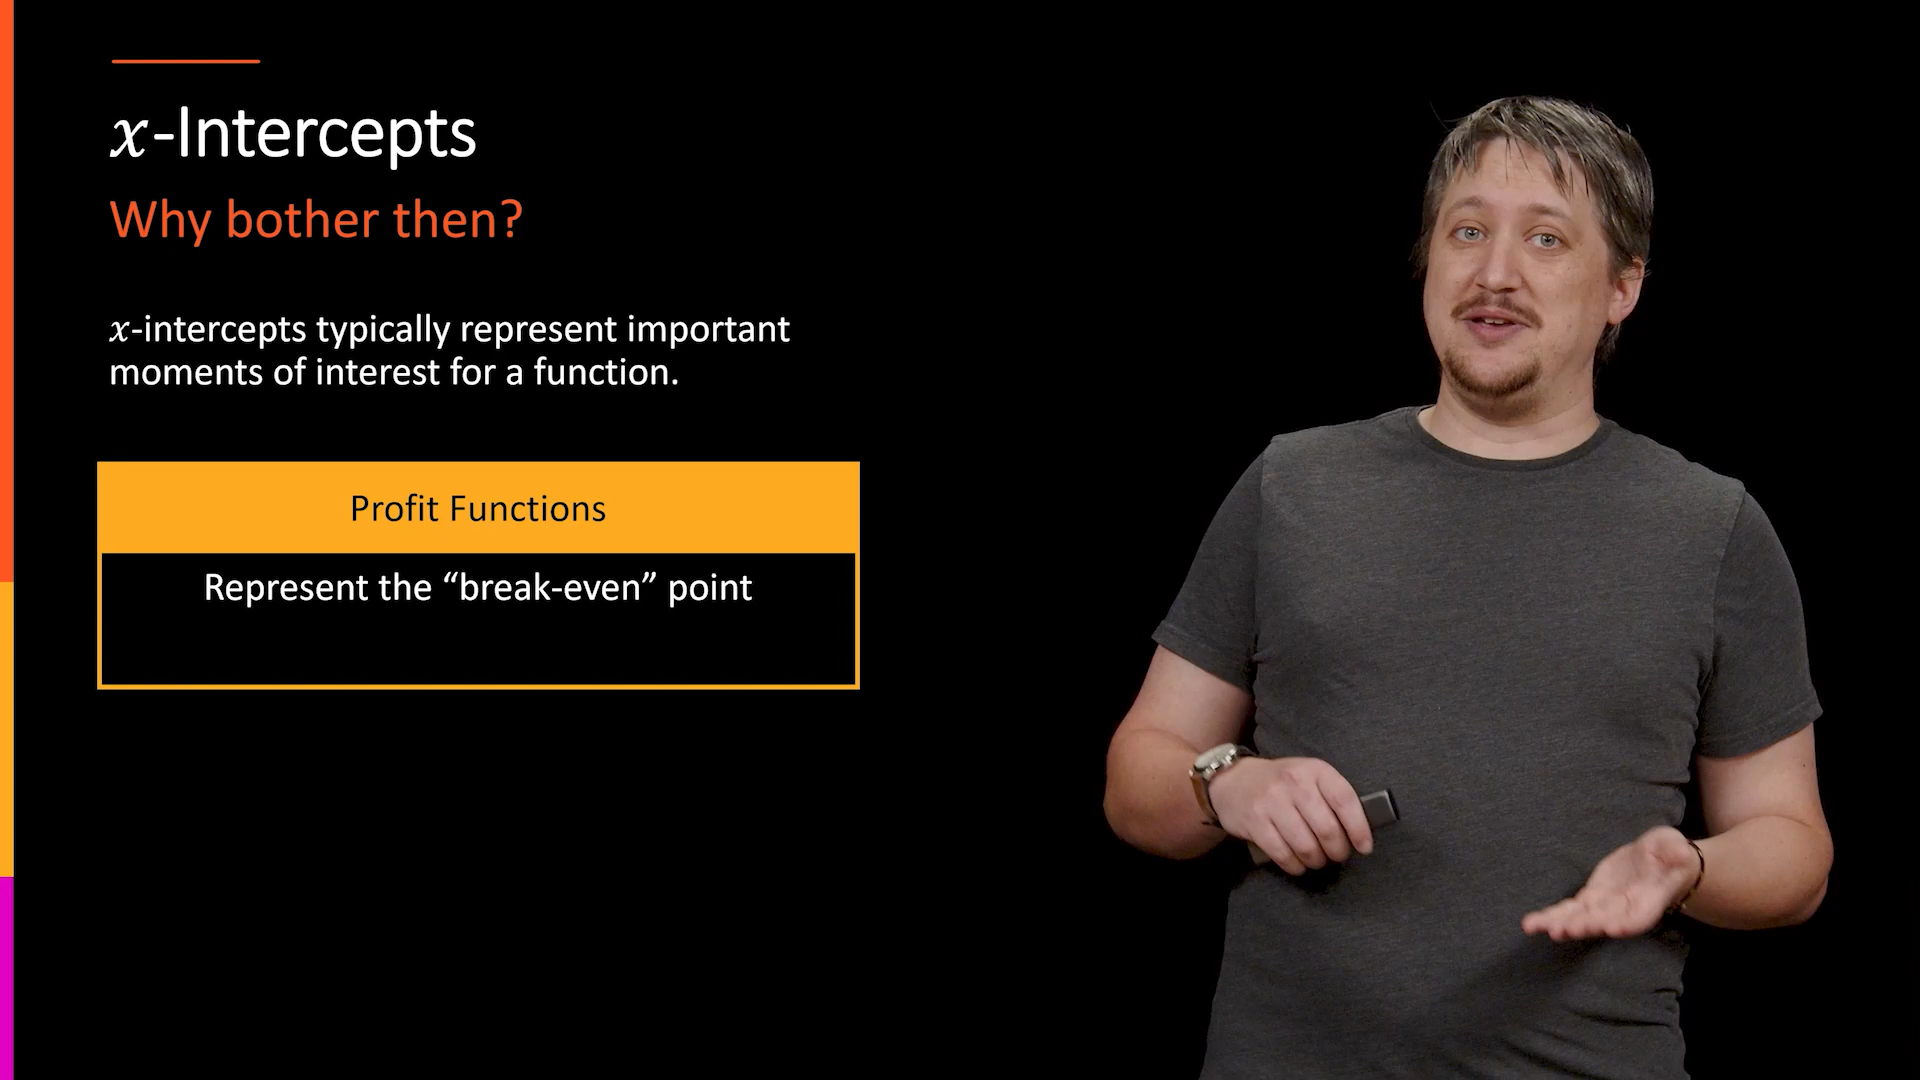 x-Intercepts
Why bother then?
x-intercepts typically represent important
moments of interest for a function.
Profit Functions
Represent the “break-even” point